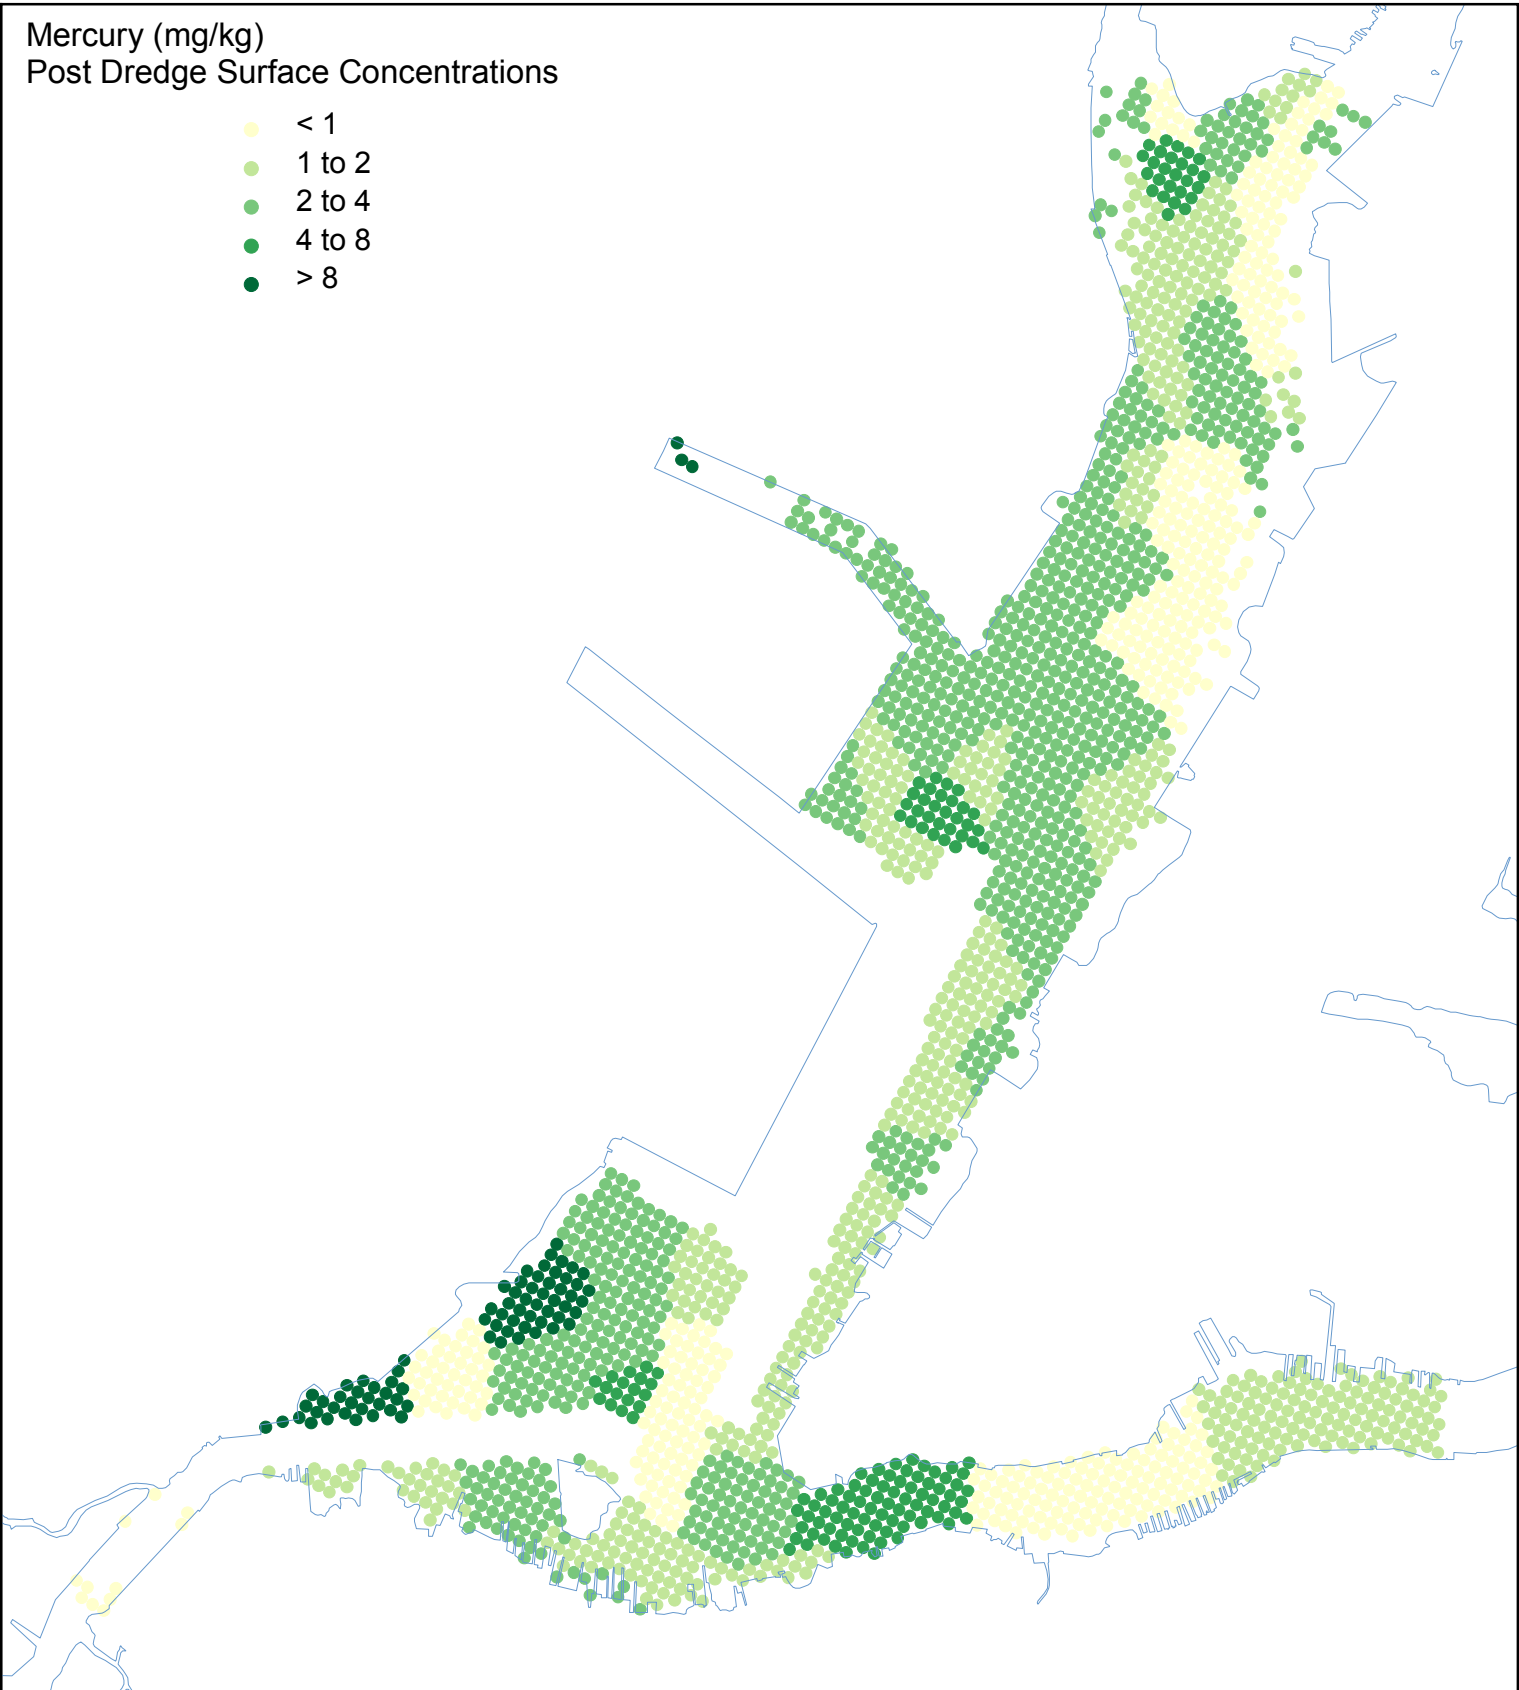 Mercury (mg/kg)
Post Dredge Surface Concentrations
< 1
1 to 2
2 to 4
4 to 8
> 8